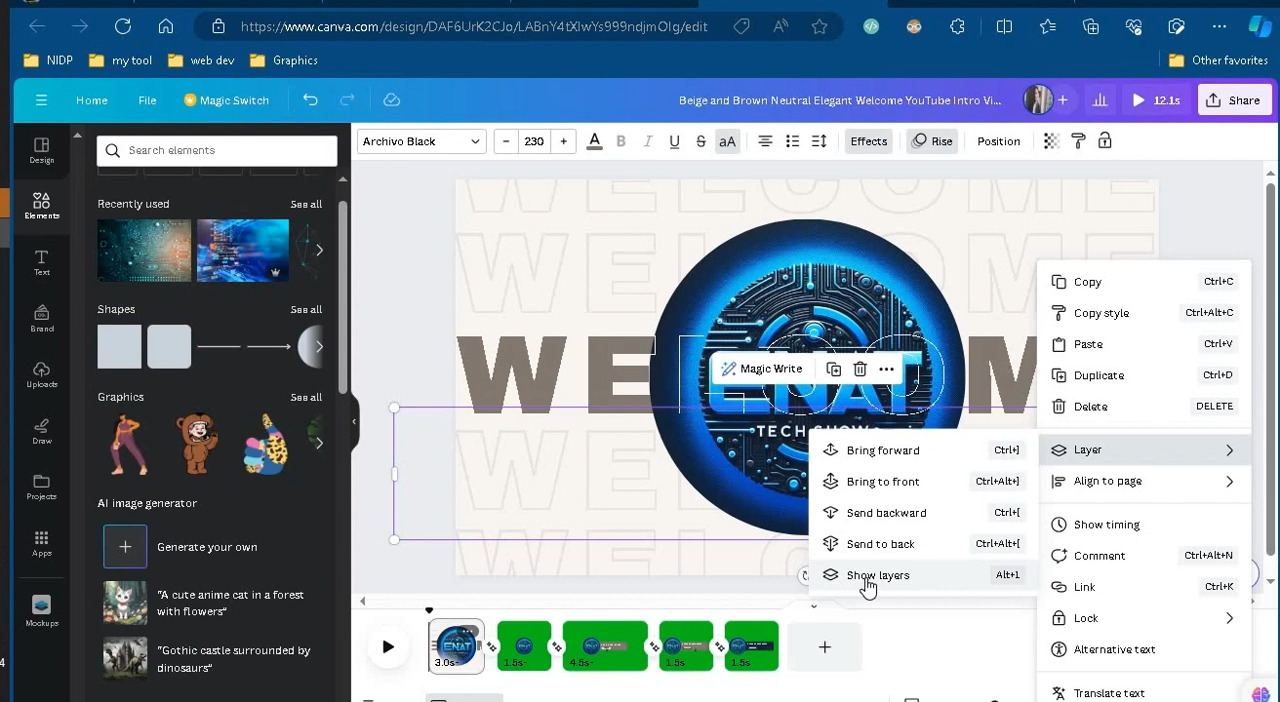 https://www.canva.com/design/DAF6UrK2CJo/LABnY4tXlwYs999ndjmOlg/edit
NIDP
my tool
web dev
Graphics
Other favorites
Home
File
Magic Switch
Beige and Brown Neutral Elegant Welcome YouTube Intro Vi...
12.1s
Share
Design
Elements
Text
Brand
Uploads
Draw
Projects
Apps
Mockups
Search elements
Recently used
See all
Shapes
See all
Graphics
See all
AI image generator
Generate your own
"A cute anime cat in a forest
with flowers"
"Gothic castle surrounded by
dinosaurs"
Archivo Black
230
A
B
I
U
S
aA
Effects
Rise
Position
WELCOME
WELCOME
WE
M
ENAT
TECH SHOW
Magic Write
WEL
WELCO
Copy
Ctrl+C
Copy style
Ctrl+Alt+C
Paste
Ctrl+V
Duplicate
Ctrl+D
Delete
DELETE
Layer
Align to page
Show timing
Comment
Ctrl+Alt+N
Link
Ctrl+K
Lock
Alternative text
Translate text
Bring forward
Ctrl+]
Bring to front
Ctrl+Alt+]
Send backward
Ctrl+[
Send to back
Ctrl+Alt+[
Show layers
Alt+1
ENAT
3.0s
1.5s
4.5s
1.5s
1.5s